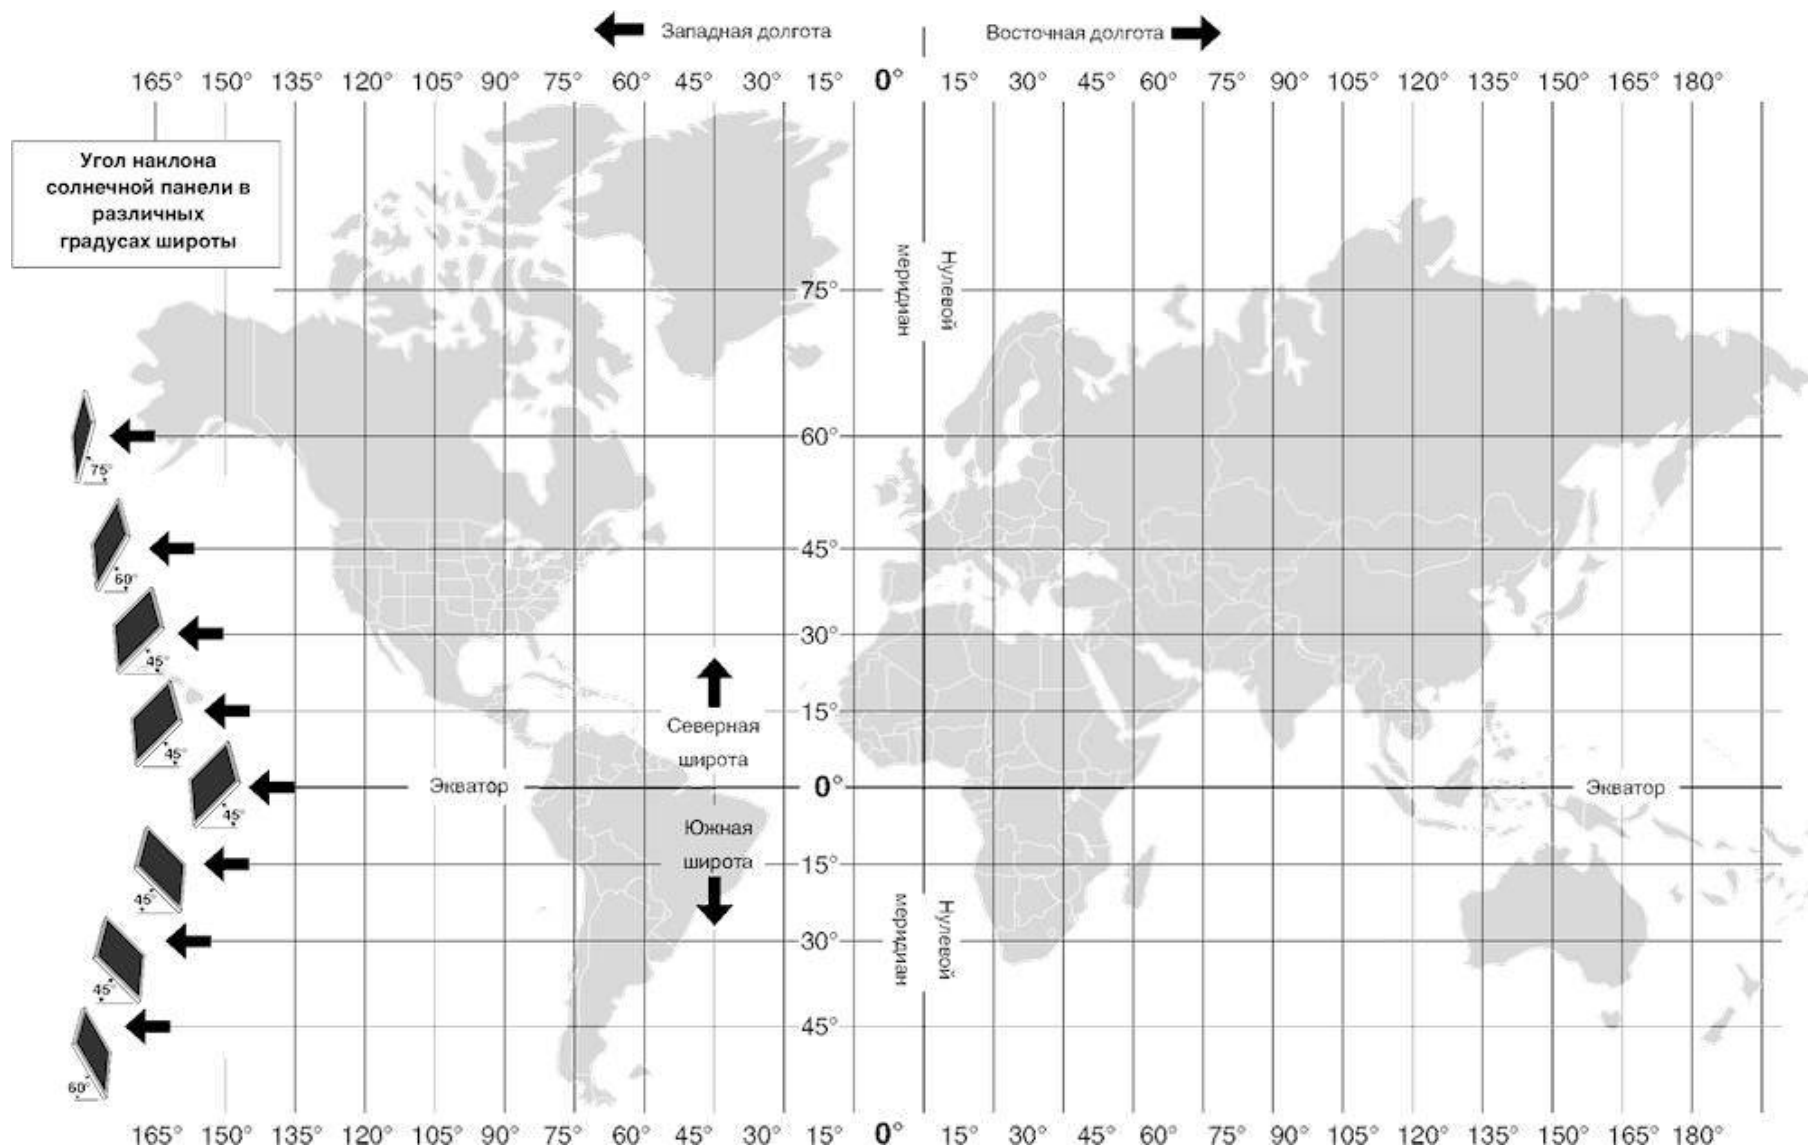 Западная долгота
Восточная долгота
165° 150° 135° 120° 105° 90° 75° 60° 45° 30° 15° 0° 15° 30° 45° 60° 75° 90° 105° 120° 135° 150° 165° 180°
Угол наклона
солнечной панели в
различных
градусах широты
Нулевой
меридиан
75°
60°
75°
45°
60°
30°
45°
15°
45°
Северная
широта
Экватор
0°
Экватор
45°
Южная
широта
15°
45°
Нулевой
меридиан
30°
45°
45°
60°
165° 150° 135° 120° 105° 90° 75° 60° 45° 30° 15° 0° 15° 30° 45° 60° 75° 90° 105° 120° 135° 150° 165° 180°